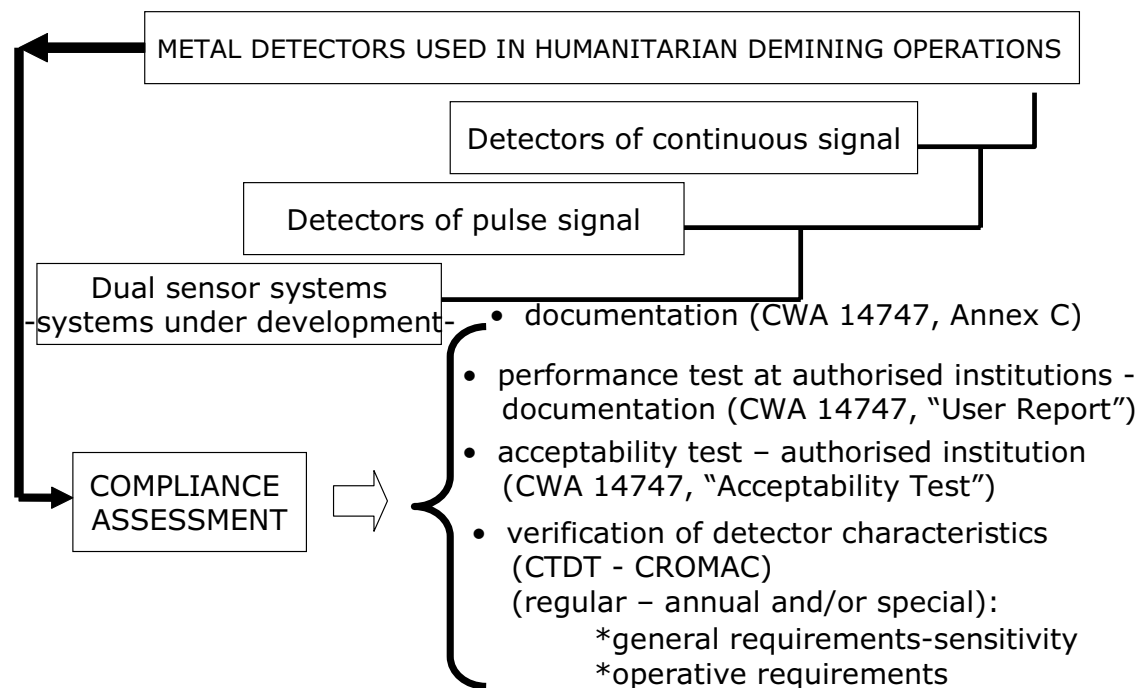 METAL DETECTORS USED IN HUMANITARIAN DEMINING OPERATIONS
Detectors of continuous signal
Detectors of pulse signal
Dual sensor systems
-systems under development-
COMPLIANCE
ASSESSMENT
• documentation (CWA 14747, Annex C)
• performance test at authorised institutions -
documentation (CWA 14747, “User Report”)
• acceptability test – authorised institution
(CWA 14747, “Acceptability Test”)
• verification of detector characteristics
(CTDT - CROMAC)
(regular – annual and/or special):
*general requirements-sensitivity
*operative requirements